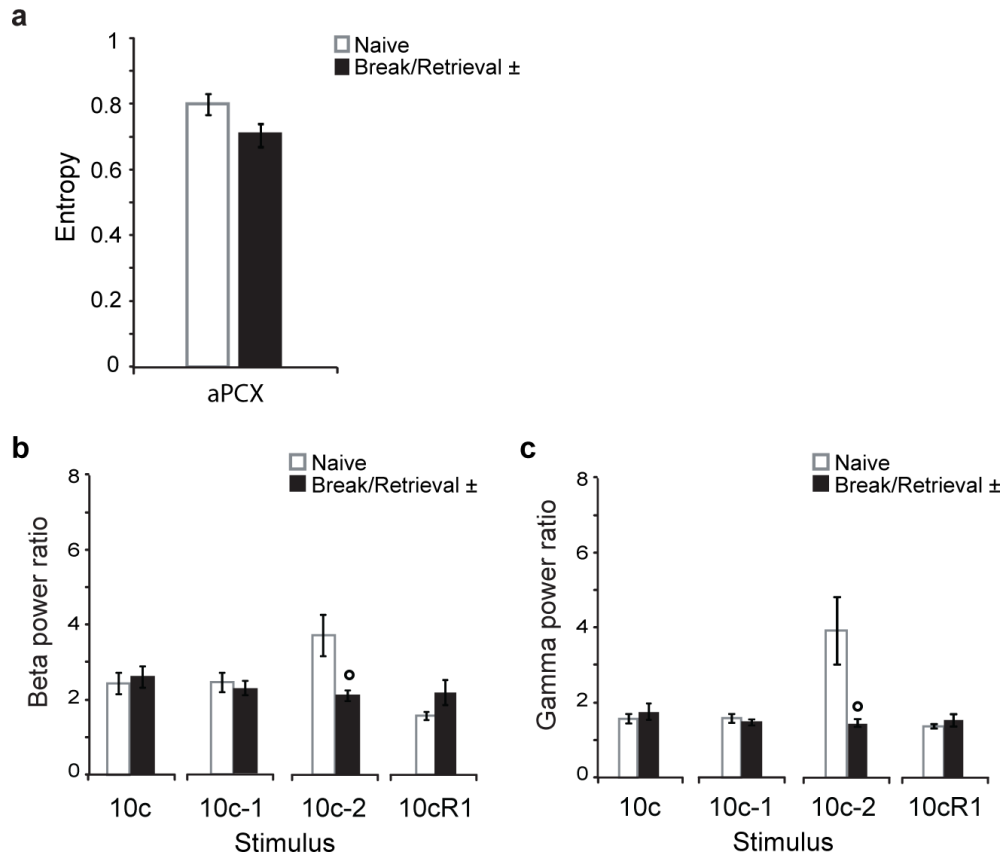 a
1
0.8
0.6
0.4
0.2
0
Entropy
aPCX
Naive
Break/Retrieval ±
b
8
6
4
2
0
Beta power ratio
Naive
Break/Retrieval ±
10c 10c-1 10c-2 10cR1
Stimulus
c
8
6
4
2
0
Gamma power ratio
Naive
Break/Retrieval ±
10c 10c-1 10c-2 10cR1
Stimulus